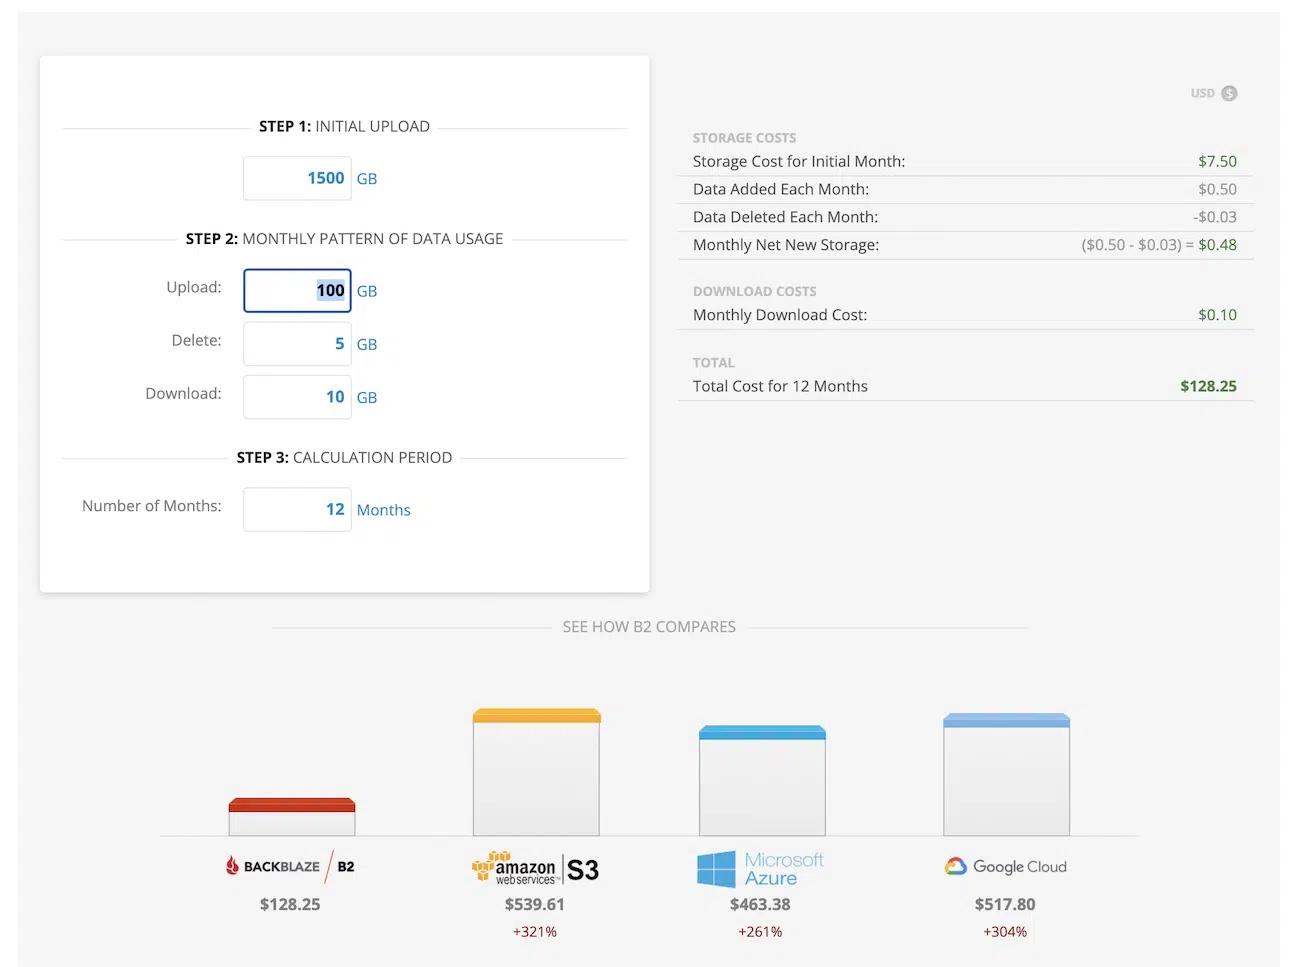 STEP 1: INITIAL UPLOAD
1500 GB
STEP 2: MONTHLY PATTERN OF DATA USAGE
Upload: 100 GB
Delete: 5 GB
Download: 10 GB
STEP 3: CALCULATION PERIOD
Number of Months: 12 Months
USD $
STORAGE COSTS
Storage Cost for Initial Month: $7.50
Data Added Each Month: $0.50
Data Deleted Each Month: -$0.03
Monthly Net New Storage: ($0.50 - $0.03) = $0.48
DOWNLOAD COSTS
Monthly Download Cost: $0.10
TOTAL
Total Cost for 12 Months $128.25
SEE HOW B2 COMPARES
BACKBLAZE / B2
$128.25
amazon
web services™ | S3
$539.61
+321%
Microsoft
Azure
$463.38
+261%
Google Cloud
$517.80
+304%